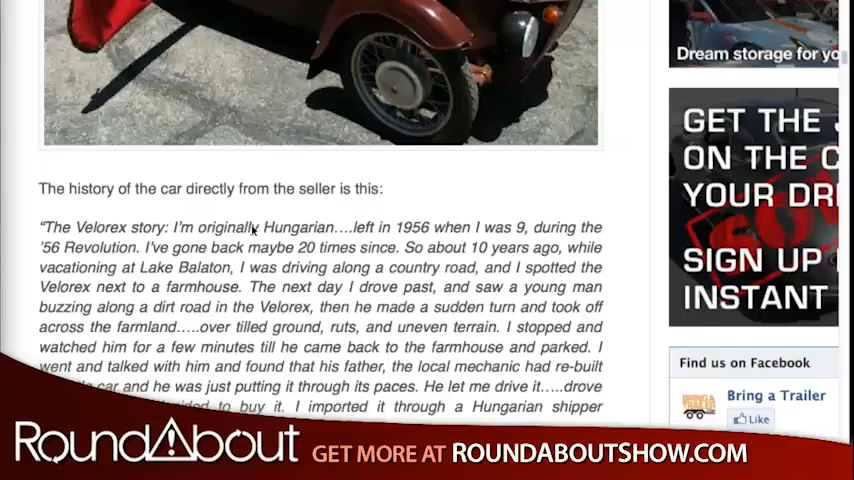 Dream storage for yo
GET THE
ON THE C
YOUR DRI
SIGN UP
INSTANT
The history of the car directly from the seller is this:
“The Velorex story: I’m originally Hungarian….left in 1956 when I was 9, during the
’56 Revolution. I’ve gone back maybe 20 times since. So about 10 years ago, while
vacationing at Lake Balaton, I was driving along a country road, and I spotted the
Velorex next to a farmhouse. The next day I drove past, and saw a young man
buzzing along a dirt road in the Velorex, then he made a sudden turn and took off
across the farmland…..over tilled ground, ruts, and uneven terrain. I stopped and
watched him for a few minutes till he came back to the farmhouse and parked. I
went and talked with him and found that his father, the local mechanic had re-built
car and he was just putting it through its paces. He let me drive it…..drove
to buy it. I imported it through a Hungarian shipper
Find us on Facebook
BRING A TRAILER
Bring a Trailer
Like
RoundAbout GET MORE AT ROUNDABOUTSHOW.COM